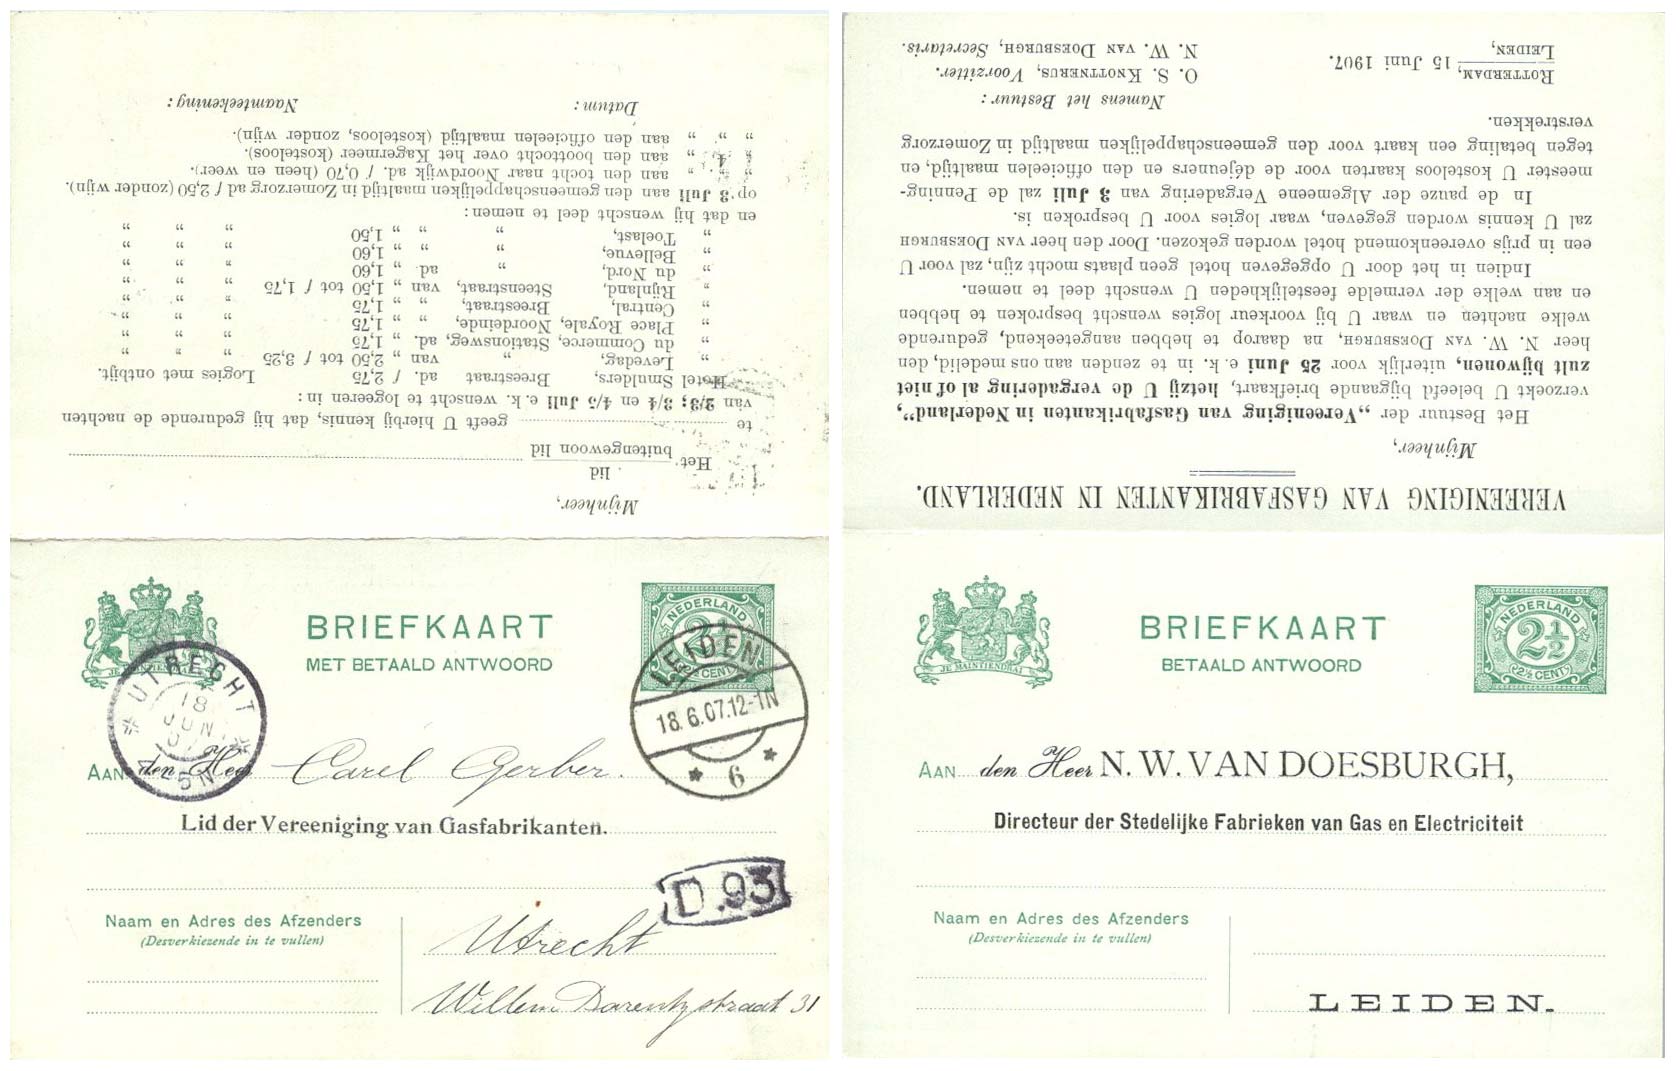 Mijnheer,
Het lid
buitengewoon lid
te geeft U hierbij kennis, dat hij gedurende de nachten
van 2/3; 3/4 en 4/5 Juli e.k. wenscht te logeeren in:
Hotel Smulders, Breestraat ad. ƒ 2,75 Logies met ontbijt.
„ Levedag, „ van „ 2,50 tot ƒ 3,25 „ „ „
„ du Commerce, Stationsweg, ad. „ 1,75 „ „ „
„ Place Royale, Noordeinde, „ „ 1,75 „ „ „
„ Central, Breestraat, „ „ 1,75 „ „ „
„ Rijnland, Steenstraat, van „ 1,50 tot ƒ 1,75 „ „ „
„ du Nord, „ ad. „ 1,60 „ „ „
„ Bellevue, „ „ „ 1,60 „ „ „
„ Toelast, „ „ „ 1,50 „ „ „
en dat hij wenscht deel te nemen:
op 3 Juli aan den gemeenschappelijken maaltijd in Zomerzorg ad ƒ 2,50 (zonder wijn).
„ „ „ aan den tocht naar Noordwijk ad. ƒ 0,70 (heen en weer).
„ 4 „ aan den boottocht over het Kagermeer (kosteloos).
„ „ „ aan den officieelen maaltijd (kosteloos, zonder wijn).
Datum: Naamteekening:
BRIEFKAART
MET BETAALD ANTWOORD
JE MAINTIENDRAI
NEDERLAND
2½
(2½ CENT)
UTRECHT
18
JUN
07
4-5N
LEIDEN
18.6.07.12-1N
6
AAN den Heer Carel Gerber.
Lid der Vereeniging van Gasfabrikanten.
D.93
Naam en Adres des Afzenders
(Desverkiezende in te vullen)
Utrecht
Willem Barentzstraat 31
VEREENIGING VAN GASFABRIKANTEN IN NEDERLAND.
Mijnheer,
Het Bestuur der „Vereeniging van Gasfabrikanten in Nederland”,
verzoekt U beleefd bijgaande briefkaart, hetzij U de vergadering al of niet
zult bijwonen, uiterlijk voor 25 Juni e.k. in te zenden aan ons medelid, den
heer N. W. VAN DOESBURGH, na daarop te hebben aangeteekend, gedurende
welke nachten en waar U bij voorkeur logies wenscht besproken te hebben
en aan welke der vermelde feestelijkheden U wenscht deel te nemen.
Indien in het door U opgegeven hotel geen plaats mocht zijn, zal voor U
een in prijs overeenkomend hotel worden gekozen. Door den heer VAN DOESBURGH
zal U kennis worden gegeven, waar logies voor U besproken is.
In de pauze der Algemeene Vergadering van 3 Juli zal de Penning-
meester U kosteloos kaarten voor de déjeuners en den officieelen maaltijd, en
tegen betaling een kaart voor den gemeenschappelijken maaltijd in Zomerzorg
verstrekken.
Namens het Bestuur:
ROTTERDAM,
LEIDEN, 15 Juni 1907.
O. S. KNOTTNERUS, Voorzitter.
N. W. VAN DOESBURGH, Secretaris.
BRIEFKAART
BETAALD ANTWOORD
JE MAINTIENDRAI
NEDERLAND
2½
(2½ CENT)
AAN den Heer N. W. VAN DOESBURGH,
Directeur der Stedelijke Fabrieken van Gas en Electriciteit
Naam en Adres des Afzenders
(Desverkiezende in te vullen)
LEIDEN.